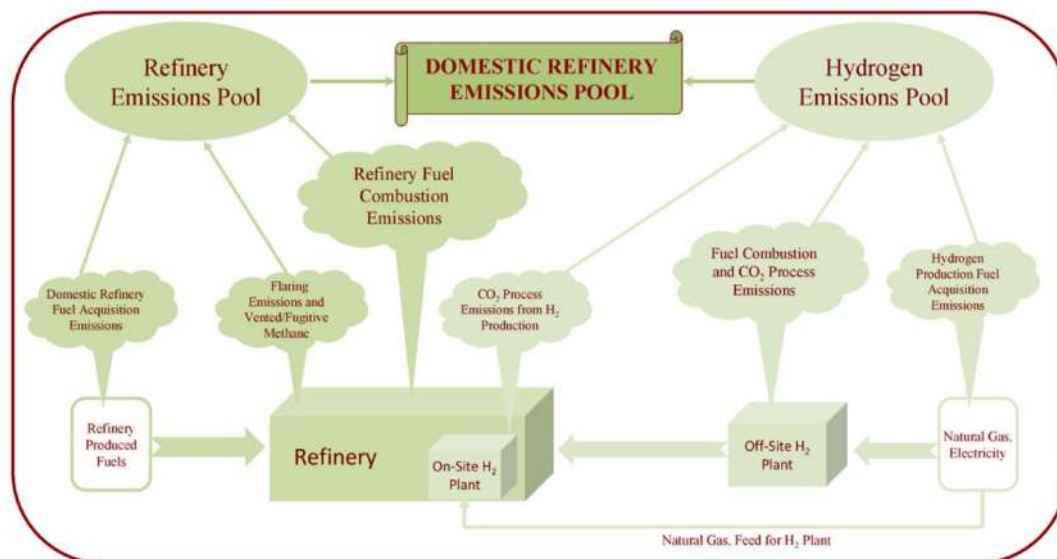 Refinery
Emissions Pool
DOMESTIC REFINERY
EMISSIONS POOL
Hydrogen
Emissions Pool
Refinery Fuel
Combustion
Emissions
Domestic Refinery
Fuel Acquisition
Emissions
Flaring
Emissions and
Vented/Fugitive
Methane
CO₂ Process
Emissions from H₂
Production
Fuel Combustion
and CO₂ Process
Emissions
Hydrogen
Production Fuel
Acquisition
Emissions
Refinery
Produced
Fuels
Refinery
On-Site H₂
Plant
Off-Site H₂
Plant
Natural Gas,
Electricity
Natural Gas, Feed for H₂ Plant